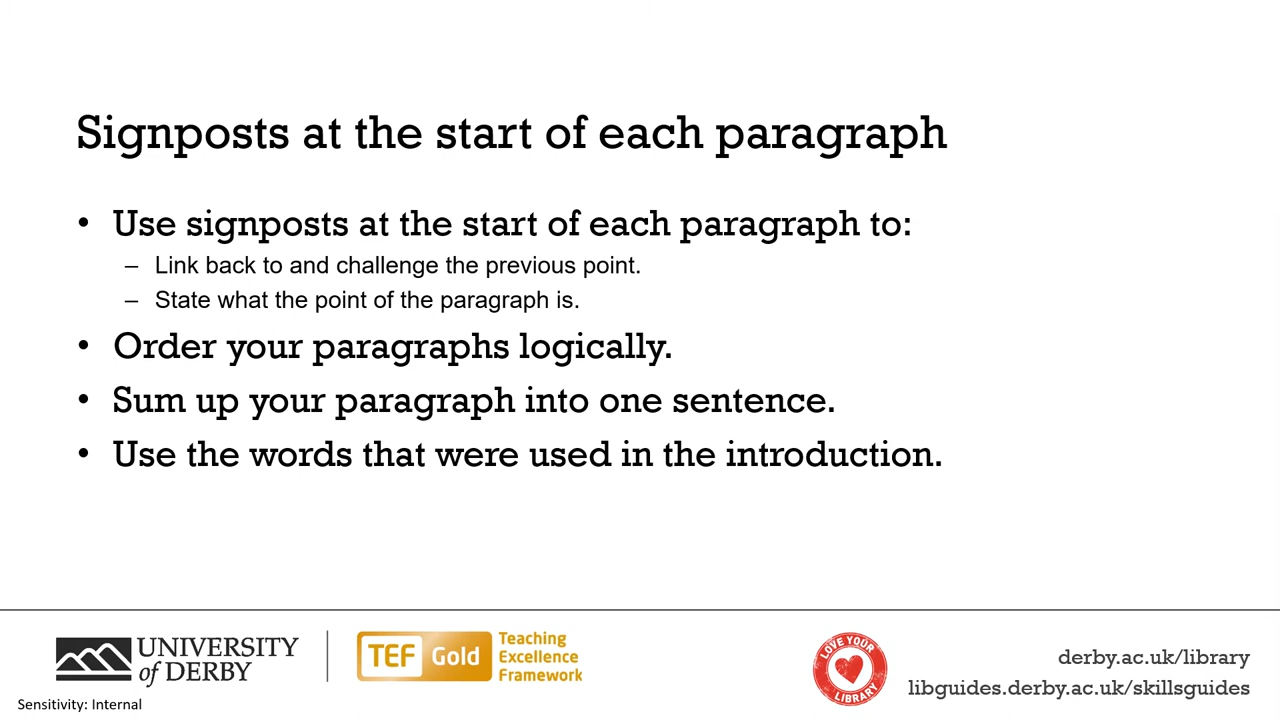 Signposts at the start of each paragraph
• Use signposts at the start of each paragraph to:
– Link back to and challenge the previous point.
– State what the point of the paragraph is.
• Order your paragraphs logically.
• Sum up your paragraph into one sentence.
• Use the words that were used in the introduction.
UNIVERSITY
of DERBY
TEF Gold
Teaching
Excellence
Framework
LOVE YOUR
LIBRARY
derby.ac.uk/library
libguides.derby.ac.uk/skillsguides
Sensitivity: Internal